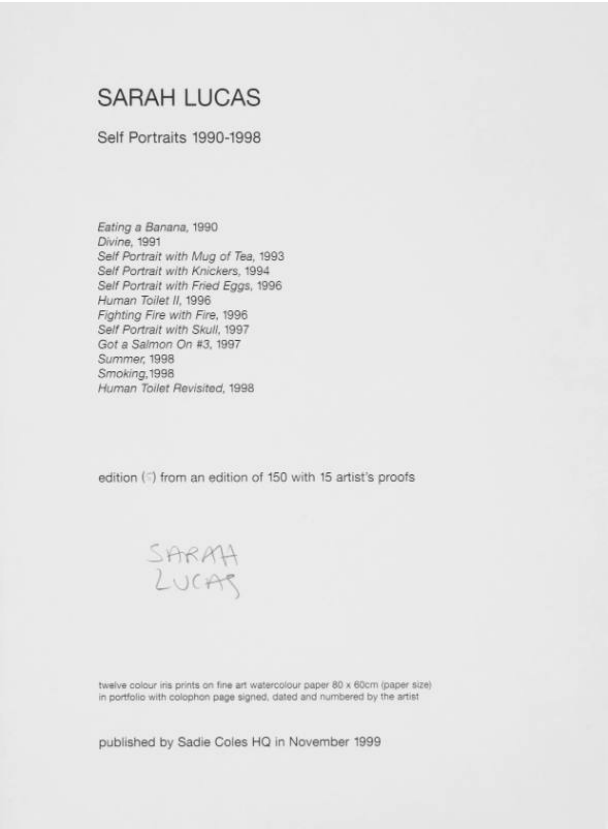 SARAH LUCAS
Self Portraits 1990-1998
Eating a Banana, 1990
Divine, 1991
Self Portrait with Mug of Tea, 1993
Self Portrait with Knickers, 1994
Self Portrait with Fried Eggs, 1996
Human Toilet II, 1996
Fighting Fire with Fire, 1996
Self Portrait with Skull, 1997
Got a Salmon On #3, 1997
Summer, 1998
Smoking,1998
Human Toilet Revisited, 1998
edition ( ) from an edition of 150 with 15 artist's proofs
SARAH
LUCAS
twelve colour iris prints on fine art watercolour paper 80 x 60cm (paper size)
in portfolio with colophon page signed, dated and numbered by the artist
published by Sadie Coles HQ in November 1999